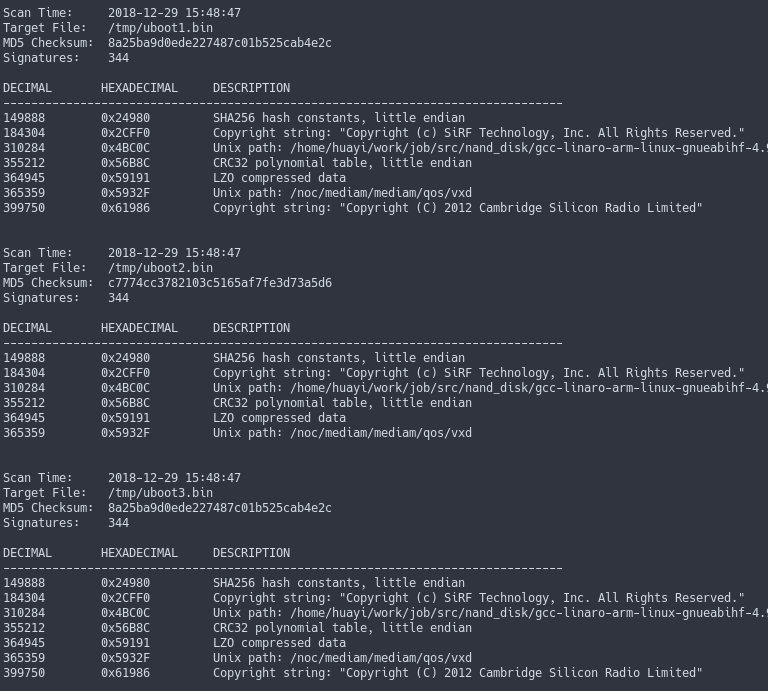 Scan Time:     2018-12-29 15:48:47
Target File:   /tmp/uboot1.bin
MD5 Checksum:  8a25ba9d0ede227487c01b525cab4e2c
Signatures:    344

DECIMAL       HEXADECIMAL     DESCRIPTION
--------------------------------------------------------------------------------
149888        0x24980         SHA256 hash constants, little endian
184304        0x2CFF0         Copyright string: "Copyright (c) SiRF Technology, Inc. All Rights Reserved."
310284        0x4BC0C         Unix path: /home/huayi/work/job/src/nand_disk/gcc-linaro-arm-linux-gnueabihf-4.9
355212        0x56B8C         CRC32 polynomial table, little endian
364945        0x59191         LZO compressed data
365359        0x5932F         Unix path: /noc/mediam/mediam/qos/vxd
399750        0x61986         Copyright string: "Copyright (C) 2012 Cambridge Silicon Radio Limited"

Scan Time:     2018-12-29 15:48:47
Target File:   /tmp/uboot2.bin
MD5 Checksum:  c7774cc3782103c5165af7fe3d73a5d6
Signatures:    344

DECIMAL       HEXADECIMAL     DESCRIPTION
--------------------------------------------------------------------------------
149888        0x24980         SHA256 hash constants, little endian
184304        0x2CFF0         Copyright string: "Copyright (c) SiRF Technology, Inc. All Rights Reserved."
310284        0x4BC0C         Unix path: /home/huayi/work/job/src/nand_disk/gcc-linaro-arm-linux-gnueabihf-4.9
355212        0x56B8C         CRC32 polynomial table, little endian
364945        0x59191         LZO compressed data
365359        0x5932F         Unix path: /noc/mediam/mediam/qos/vxd

Scan Time:     2018-12-29 15:48:47
Target File:   /tmp/uboot3.bin
MD5 Checksum:  8a25ba9d0ede227487c01b525cab4e2c
Signatures:    344

DECIMAL       HEXADECIMAL     DESCRIPTION
--------------------------------------------------------------------------------
149888        0x24980         SHA256 hash constants, little endian
184304        0x2CFF0         Copyright string: "Copyright (c) SiRF Technology, Inc. All Rights Reserved."
310284        0x4BC0C         Unix path: /home/huayi/work/job/src/nand_disk/gcc-linaro-arm-linux-gnueabihf-4.9
355212        0x56B8C         CRC32 polynomial table, little endian
364945        0x59191         LZO compressed data
365359        0x5932F         Unix path: /noc/mediam/mediam/qos/vxd
399750        0x61986         Copyright string: "Copyright (C) 2012 Cambridge Silicon Radio Limited"